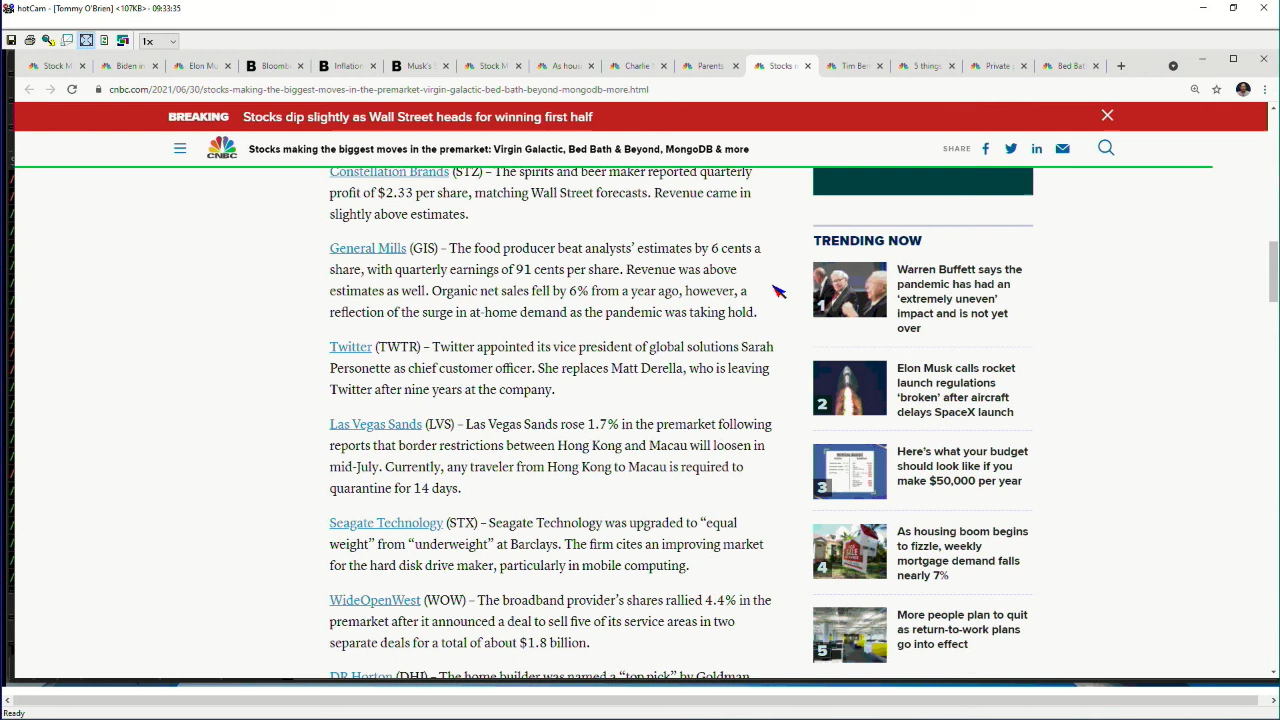 hotCam - [Tommy O'Brien] <107KB> - 09:33:35
1x
Stock M
Biden in
Elon Mu
Bloomb
Inflation
Musk's
Stock M
As hous
Charlie
Parents
Stocks
Tim Ber
5 things
Private
Bed Bat
cnbc.com/2021/06/30/stocks-making-the-biggest-moves-in-the-premarket-virgin-galactic-bed-bath-beyond-mongodb-more.html
BREAKING Stocks dip slightly as Wall Street heads for winning first half
CNBC
Stocks making the biggest moves in the premarket: Virgin Galactic, Bed Bath & Beyond, MongoDB & more
SHARE
Constellation Brands (STZ) – The spirits and beer maker reported quarterly
profit of $2.33 per share, matching Wall Street forecasts. Revenue came in
slightly above estimates.
General Mills (GIS) – The food producer beat analysts’ estimates by 6 cents a
share, with quarterly earnings of 91 cents per share. Revenue was above
estimates as well. Organic net sales fell by 6% from a year ago, however, a
reflection of the surge in at-home demand as the pandemic was taking hold.
Twitter (TWTR) – Twitter appointed its vice president of global solutions Sarah
Personette as chief customer officer. She replaces Matt Derella, who is leaving
Twitter after nine years at the company.
Las Vegas Sands (LVS) – Las Vegas Sands rose 1.7% in the premarket following
reports that border restrictions between Hong Kong and Macau will loosen in
mid-July. Currently, any traveler from Hong Kong to Macau is required to
quarantine for 14 days.
Seagate Technology (STX) – Seagate Technology was upgraded to “equal
weight” from “underweight” at Barclays. The firm cites an improving market
for the hard disk drive maker, particularly in mobile computing.
WideOpenWest (WOW) – The broadband provider’s shares rallied 4.4% in the
premarket after it announced a deal to sell five of its service areas in two
separate deals for a total of about $1.8 billion.
DR Horton (DHI) – The home builder was named a “top pick” by Goldman
TRENDING NOW
1
Warren Buffett says the
pandemic has had an
‘extremely uneven’
impact and is not yet
over
2
Elon Musk calls rocket
launch regulations
‘broken’ after aircraft
delays SpaceX launch
3
Here’s what your budget
should look like if you
make $50,000 per year
4
As housing boom begins
to fizzle, weekly
mortgage demand falls
nearly 7%
5
More people plan to quit
as return-to-work plans
go into effect
Ready